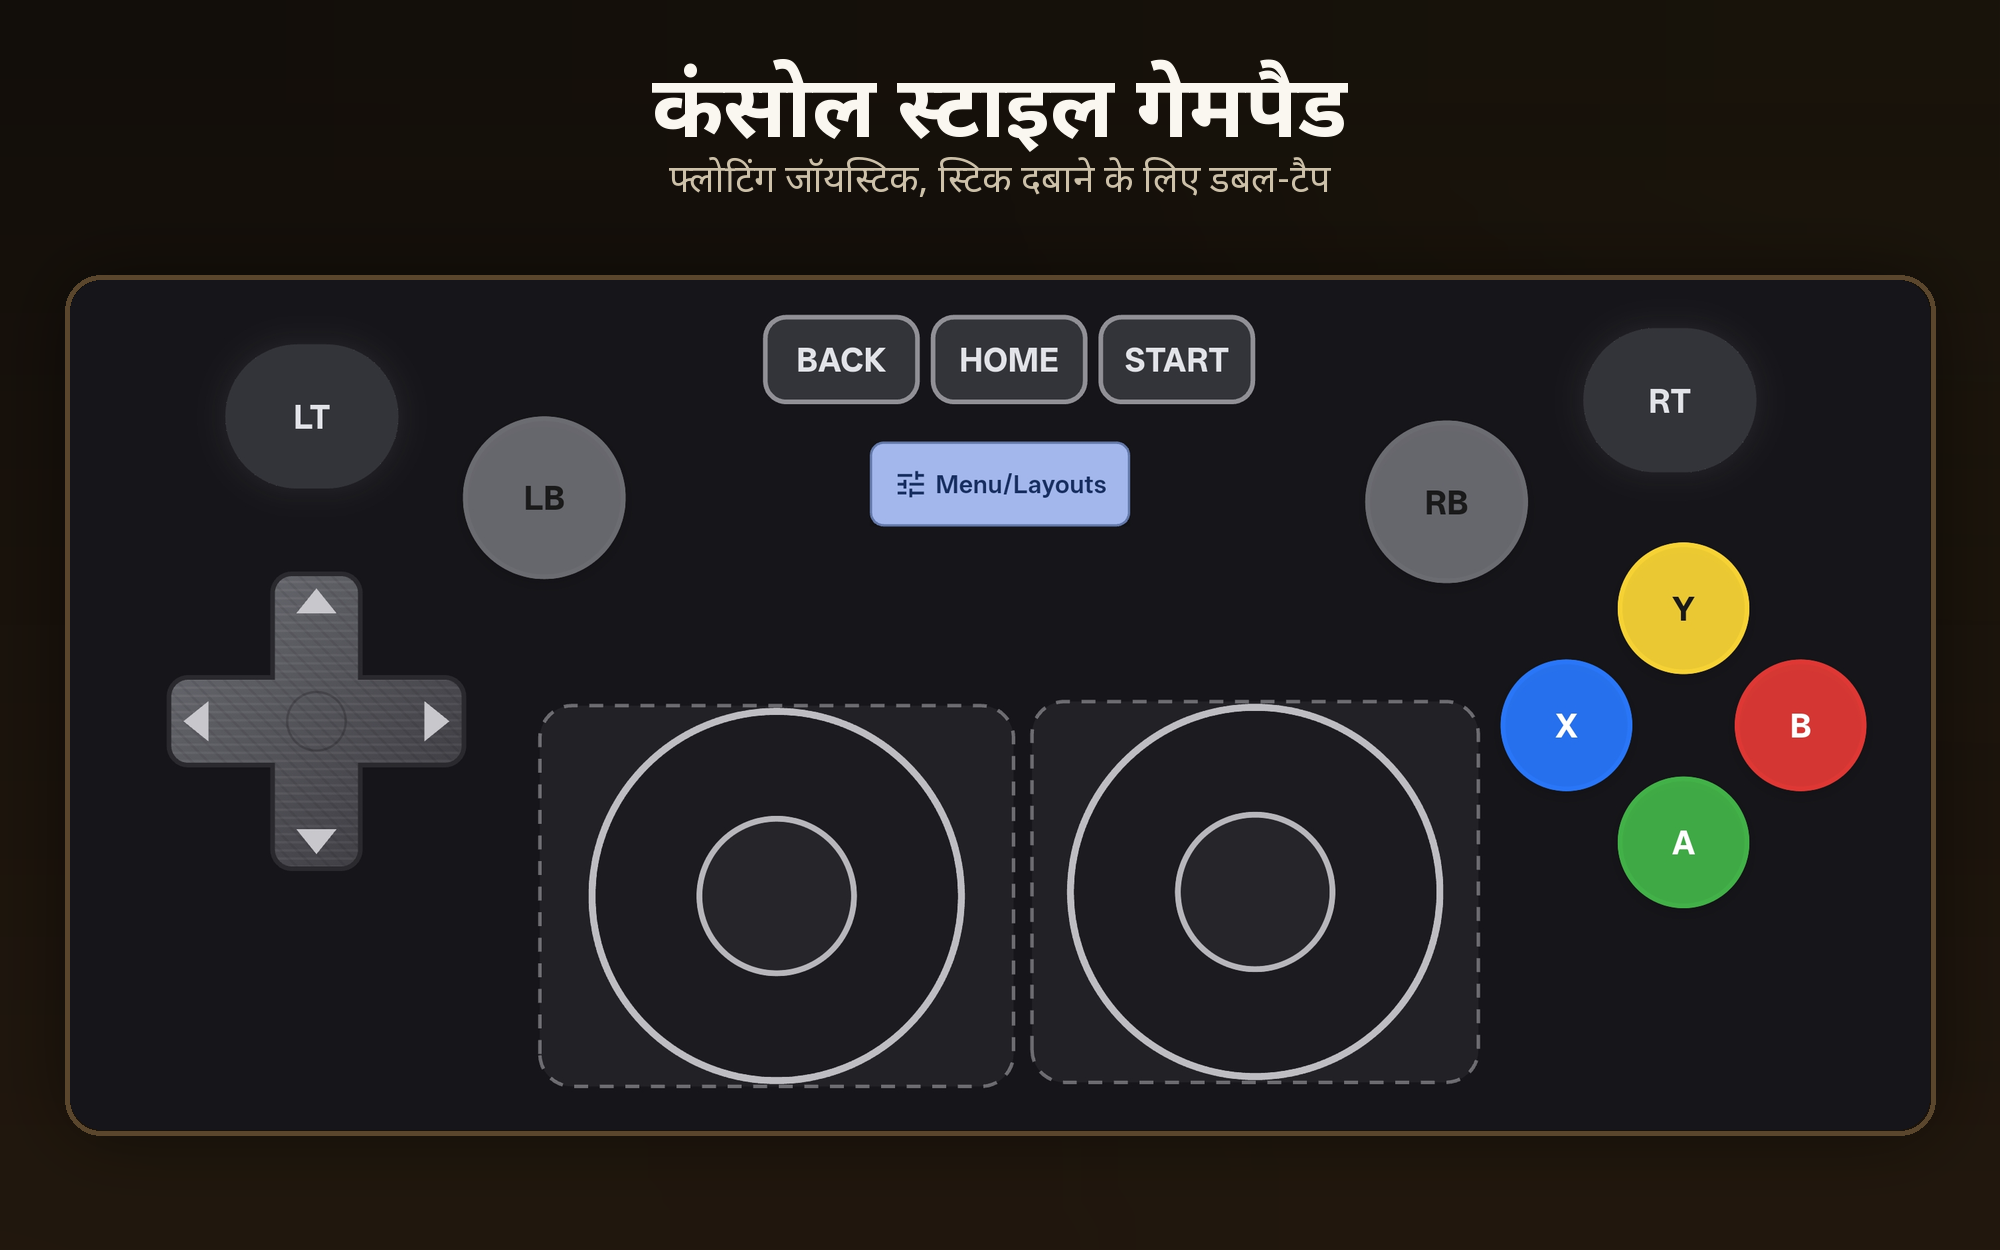 कंसोल स्टाइल गेमपैड
फ्लोटिंग जॉयस्टिक, स्टिक दबाने के लिए डबल-टैप
BACK HOME START
LT
RT
LB
Menu/Layouts
RB
Y
X
B
A